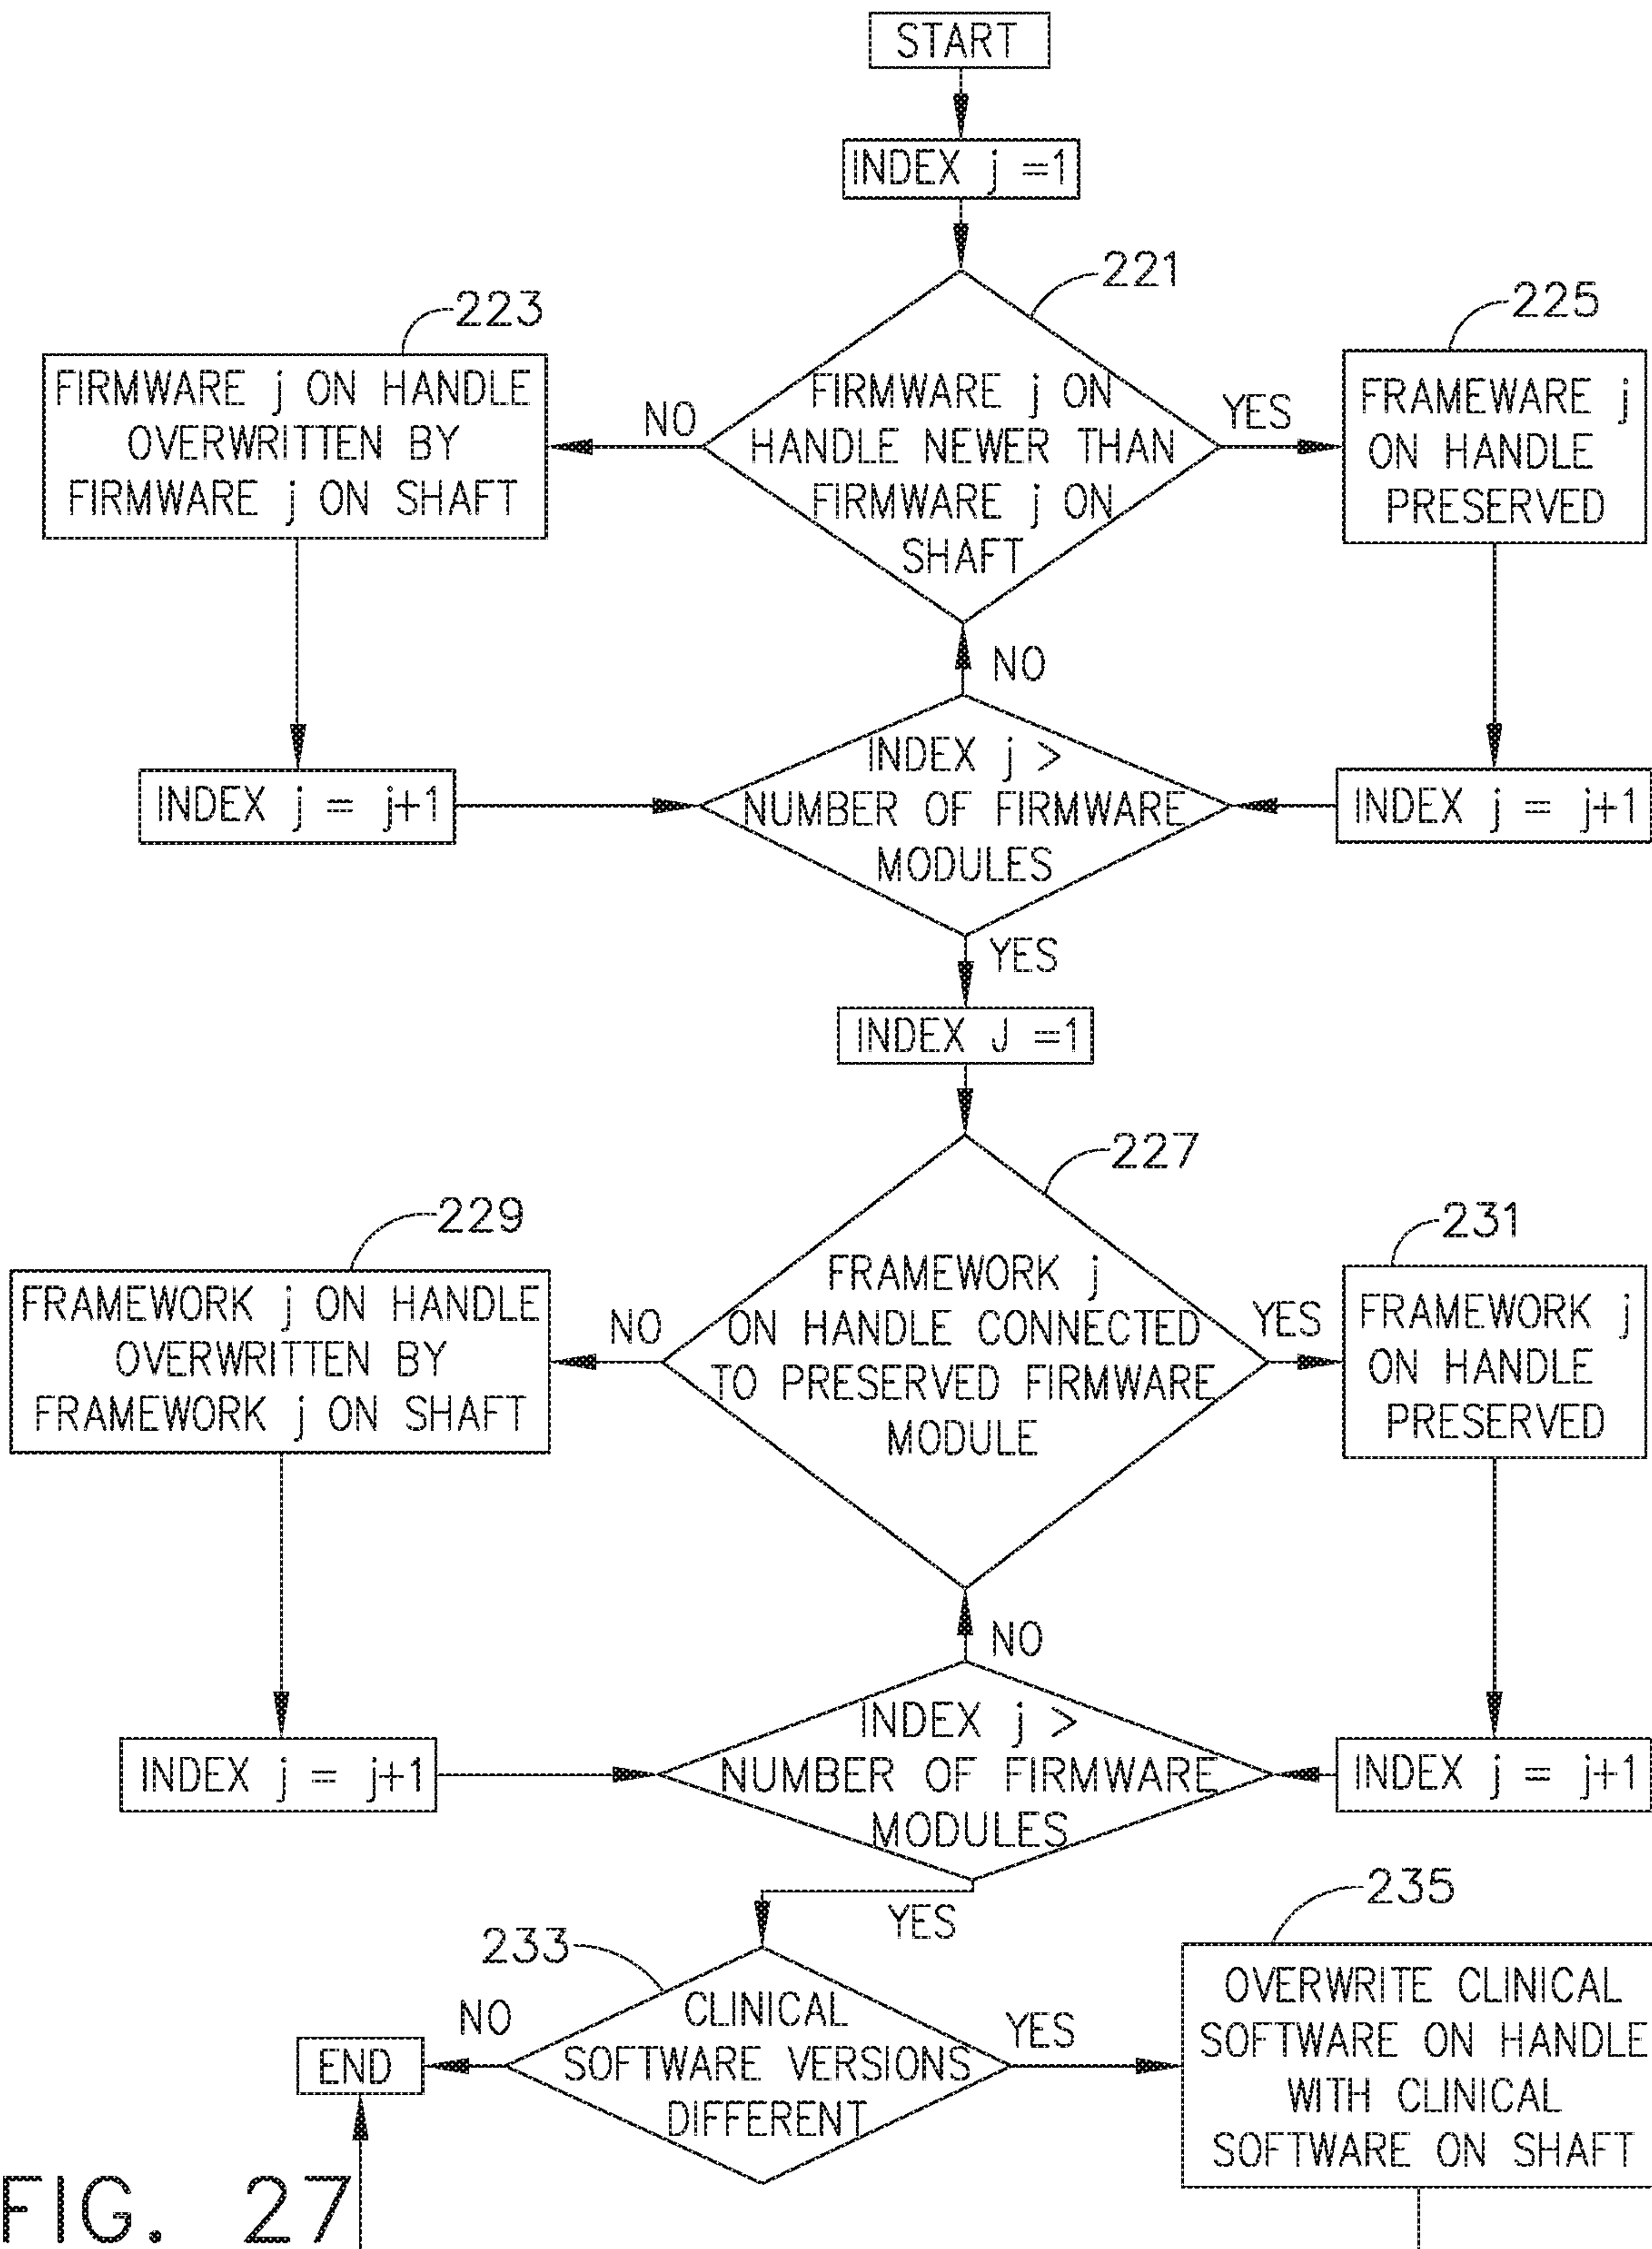 START
INDEX j =1
221
223
225
FIRMWARE j ON HANDLE
OVERWRITTEN BY
FIRMWARE j ON SHAFT
NO
FIRMWARE j ON
HANDLE NEWER THAN
FIRMWARE j ON
SHAFT
YES
FRAMEWARE j
ON HANDLE
PRESERVED
NO
INDEX j = j+1
INDEX j >
NUMBER OF FIRMWARE
MODULES
INDEX j = j+1
YES
INDEX J =1
227
229
231
FRAMEWORK j ON HANDLE
OVERWRITTEN BY
FRAMEWORK j ON SHAFT
NO
FRAMEWORK j
ON HANDLE CONNECTED
TO PRESERVED FIRMWARE
MODULE
YES
FRAMEWORK j
ON HANDLE
PRESERVED
NO
INDEX j = j+1
INDEX j >
NUMBER OF FIRMWARE
MODULES
INDEX j = j+1
YES
233
235
END
NO
CLINICAL
SOFTWARE VERSIONS
DIFFERENT
YES
OVERWRITE CLINICAL
SOFTWARE ON HANDLE
WITH CLINICAL
SOFTWARE ON SHAFT
FIG. 27